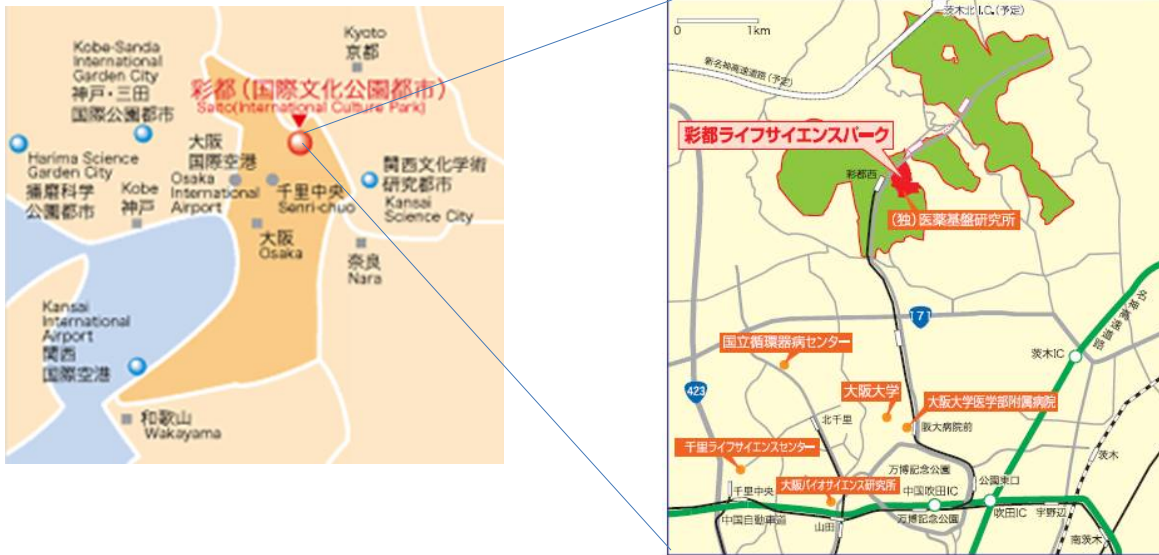 Kobe-Sanda
International
Garden City
神戸・三田
国際公園都市
Kyoto
京都
彩都(国際文化公園都市)
Saito(International Culture Park)
Harima Science
Garden City
播磨科学
公園都市
Kobe
神戸
大阪
国際空港
Osaka
International
Airport
千里中央
Senri-chuo
関西文化学術
研究都市
Kansai
Science City
大阪
Osaka
奈良
Nara
Kansai
International
Airport
関西
国際空港
和歌山
Wakayama
茨木北I.C.(予定)
0 1km
新名神高速道路(予定)
彩都ライフサイエンスパーク
彩都西
(独)医薬基盤研究所
171
名神高速道路
茨木IC
国立循環器病センター
423
大阪大学
大阪大学医学部附属病院
北千里
阪大病院前
千里ライフサイエンスセンター
万博記念公園
茨木
大阪バイオサイエンス研究所
公園東口
千里中央
中国吹田IC
中国自動車道
山田
万博記念公園
吹田IC
宇野辺
南茨木